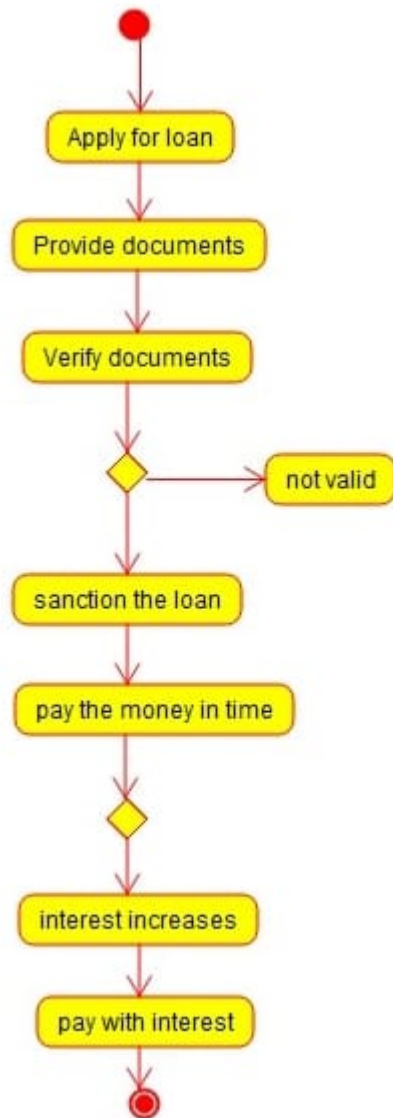 Apply for loan
Provide documents
Verify documents
not valid
sanction the loan
pay the money in time
interest increases
pay with interest